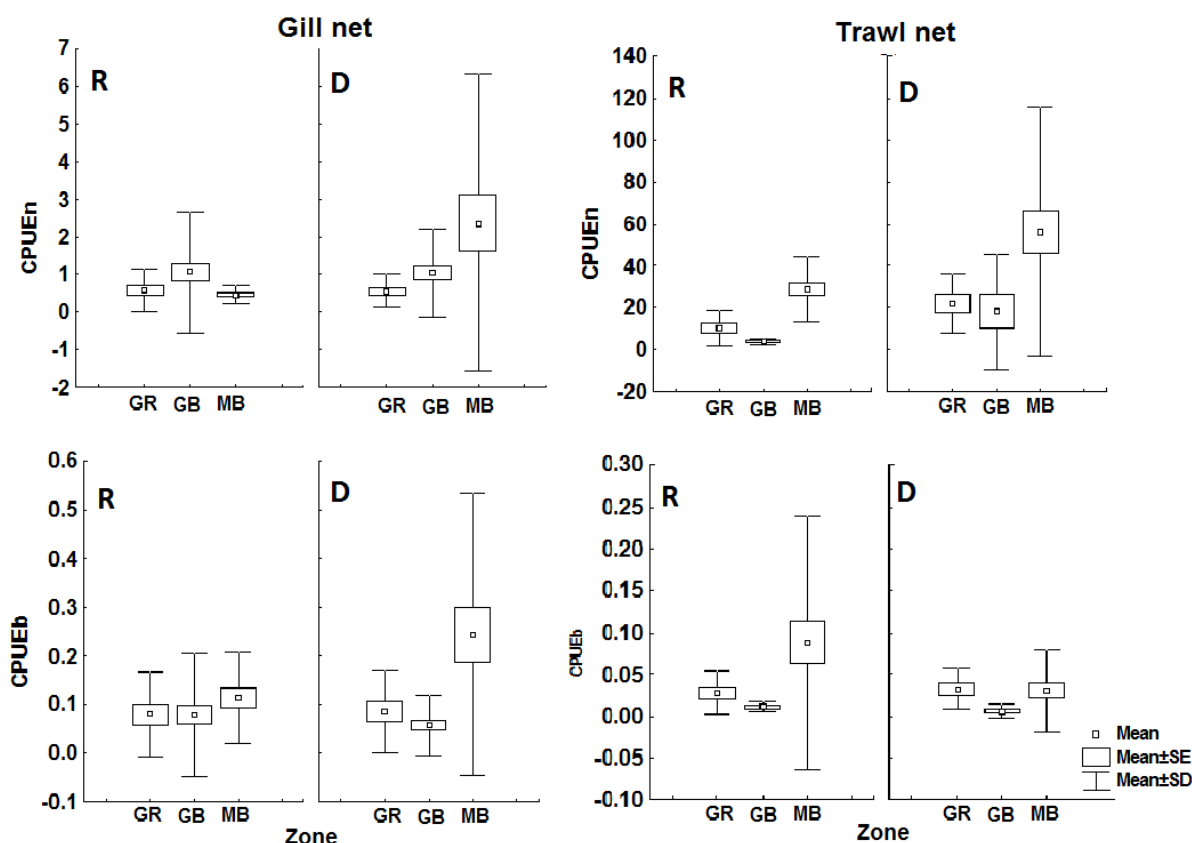 Gill net
Trawl net
7
6
5
4
3
2
1
0
-1
-2
CPUEn
R
D
GR GB MB
GR GB MB
140
120
100
80
60
40
20
0
-20
CPUEn
R
D
GR GB MB
GR GB MB
0.6
0.5
0.4
0.3
0.2
0.1
0.0
-0.1
CPUEb
R
D
GR GB MB
GR GB MB
Zone
0.30
0.25
0.20
0.15
0.10
0.05
0.00
-0.05
-0.10
CPUEb
R
D
GR GB MB
GR GB MB
Zone
Mean
Mean±SE
Mean±SD